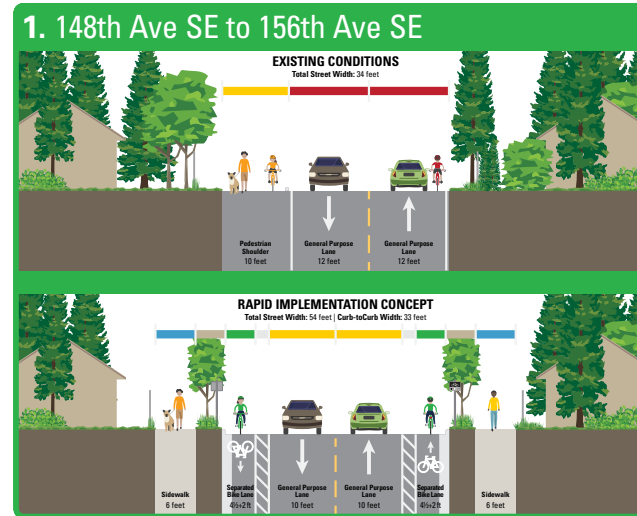 1. 148th Ave SE to 156th Ave SE
EXISTING CONDITIONS
Total Street Width: 34 feet
Pedestrian
Shoulder
10 feet
General Purpose
Lane
12 feet
General Purpose
Lane
12 feet
RAPID IMPLEMENTATION CONCEPT
Total Street Width: 54 feet | Curb-toCurb Width: 33 feet
Sidewalk
6 feet
Separated
Bike Lane
4½+2 ft
General Purpose
Lane
10 feet
General Purpose
Lane
10 feet
Separated
Bike Lane
4½+2 ft
Sidewalk
6 feet